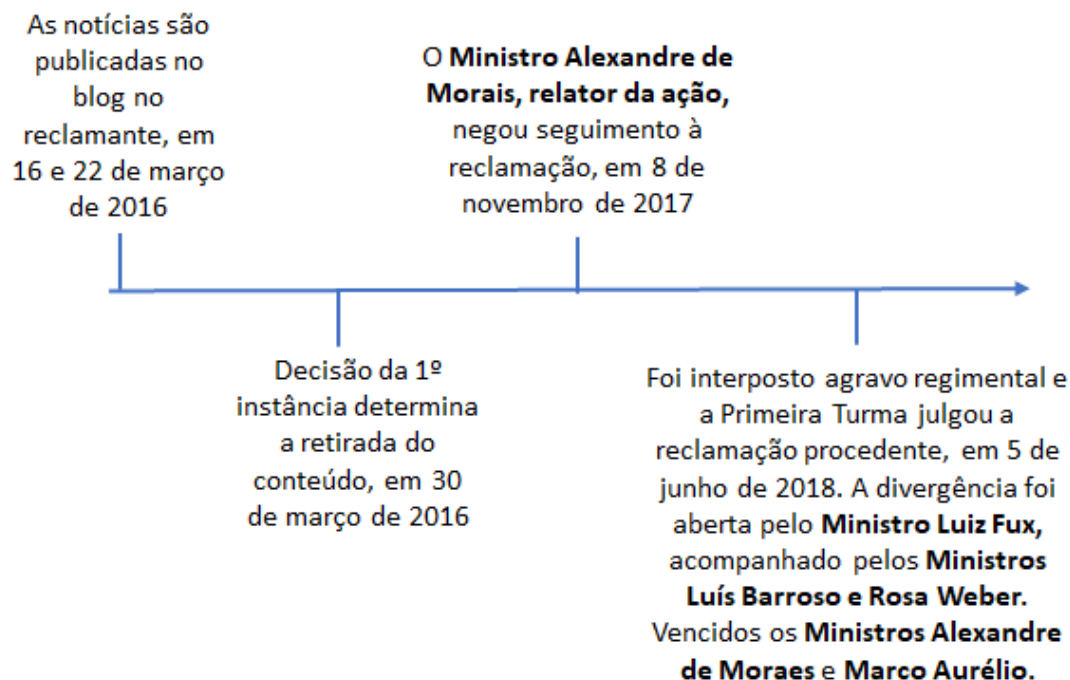 As notícias são
publicadas no
blog no
reclamante, em
16 e 22 de março
de 2016
Decisão da 1º
instância determina
a retirada do
conteúdo, em 30
de março de 2016
O Ministro Alexandre de
Morais, relator da ação,
negou seguimento à
reclamação, em 8 de
novembro de 2017
Foi interposto agravo regimental e
a Primeira Turma julgou a
reclamação procedente, em 5 de
junho de 2018. A divergência foi
aberta pelo Ministro Luiz Fux,
acompanhado pelos Ministros
Luís Barroso e Rosa Weber.
Vencidos os Ministros Alexandre
de Moraes e Marco Aurélio.